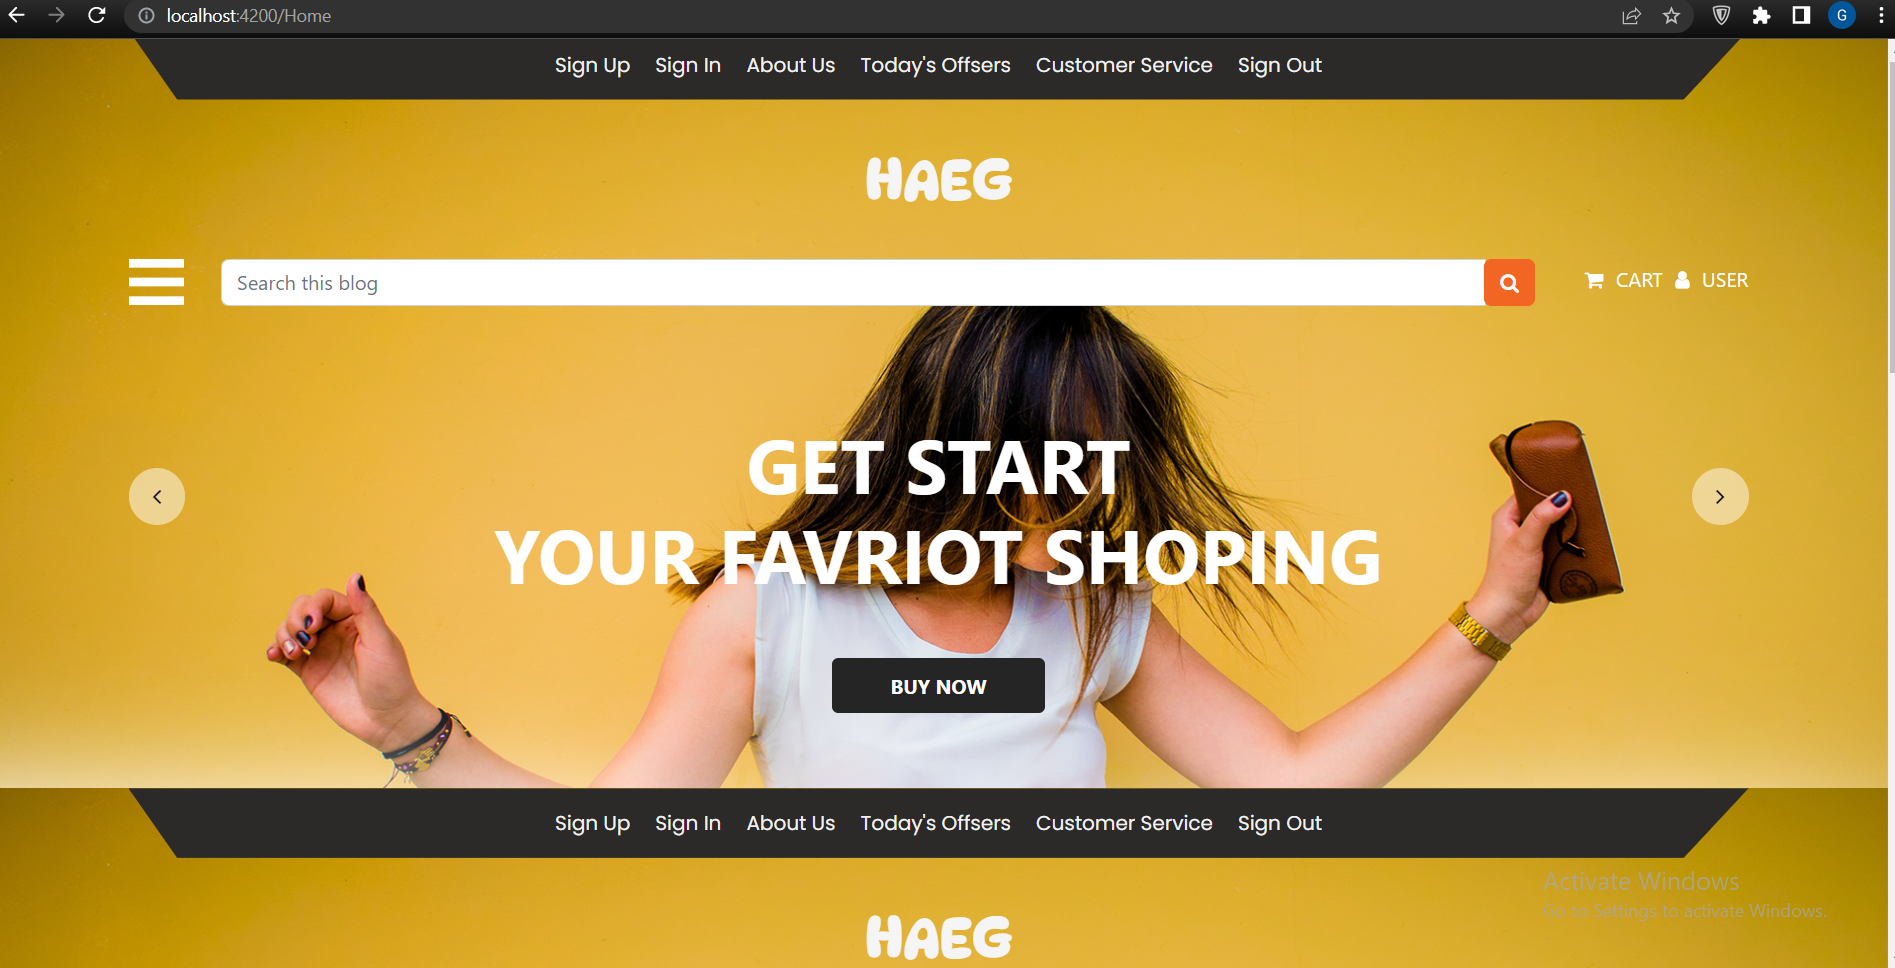 localhost:4200/Home
G
Sign Up Sign In About Us Today's Offsers Customer Service Sign Out
HAEG
Search this blog
CART USER
GET START
YOUR FAVRIOT SHOPING
BUY NOW
Sign Up Sign In About Us Today's Offsers Customer Service Sign Out
Activate Windows
Go to Settings to activate Windows.
HAEG